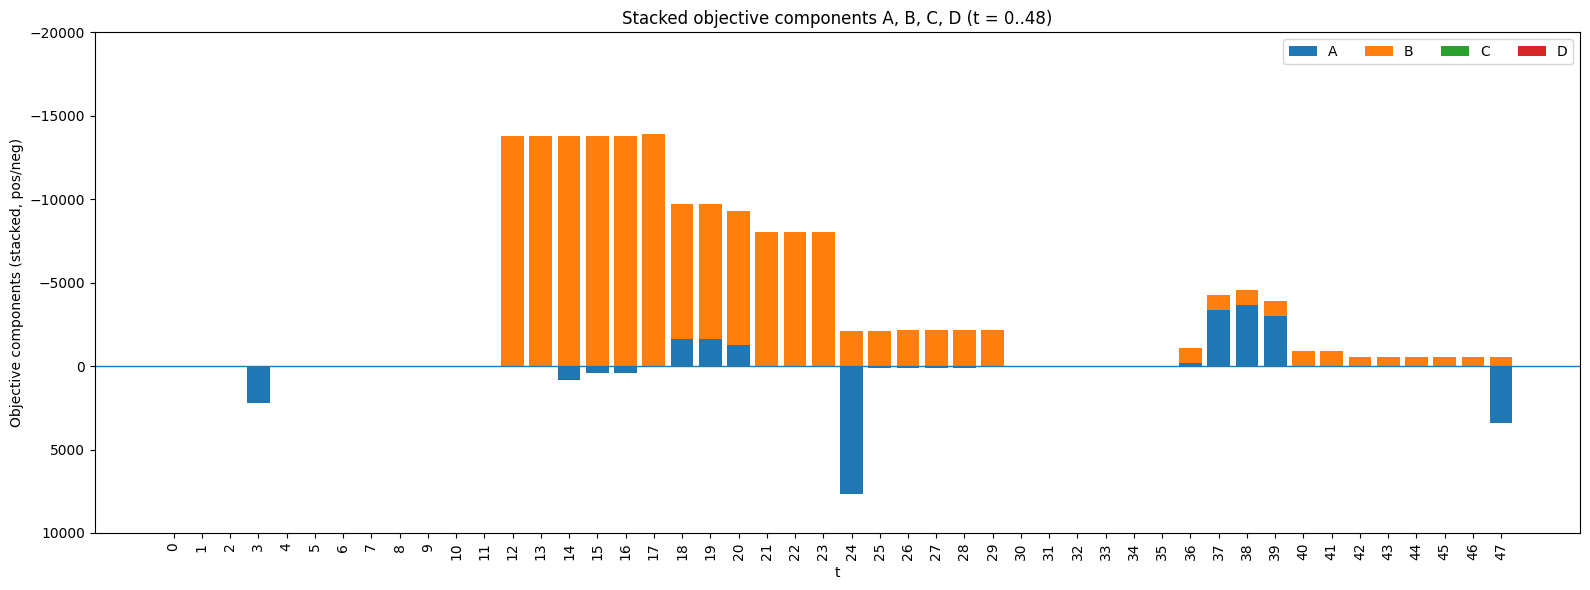 Stacked objective components A, B, C, D (t = 0..48)
A B C D
Objective components (stacked, pos/neg)
−20000
−15000
−10000
−5000
0
5000
10000
0 1 2 3 4 5 6 7 8 9 10 11 12 13 14 15 16 17 18 19 20 21 22 23 24 25 26 27 28 29 30 31 32 33 34 35 36 37 38 39 40 41 42 43 44 45 46 47
t